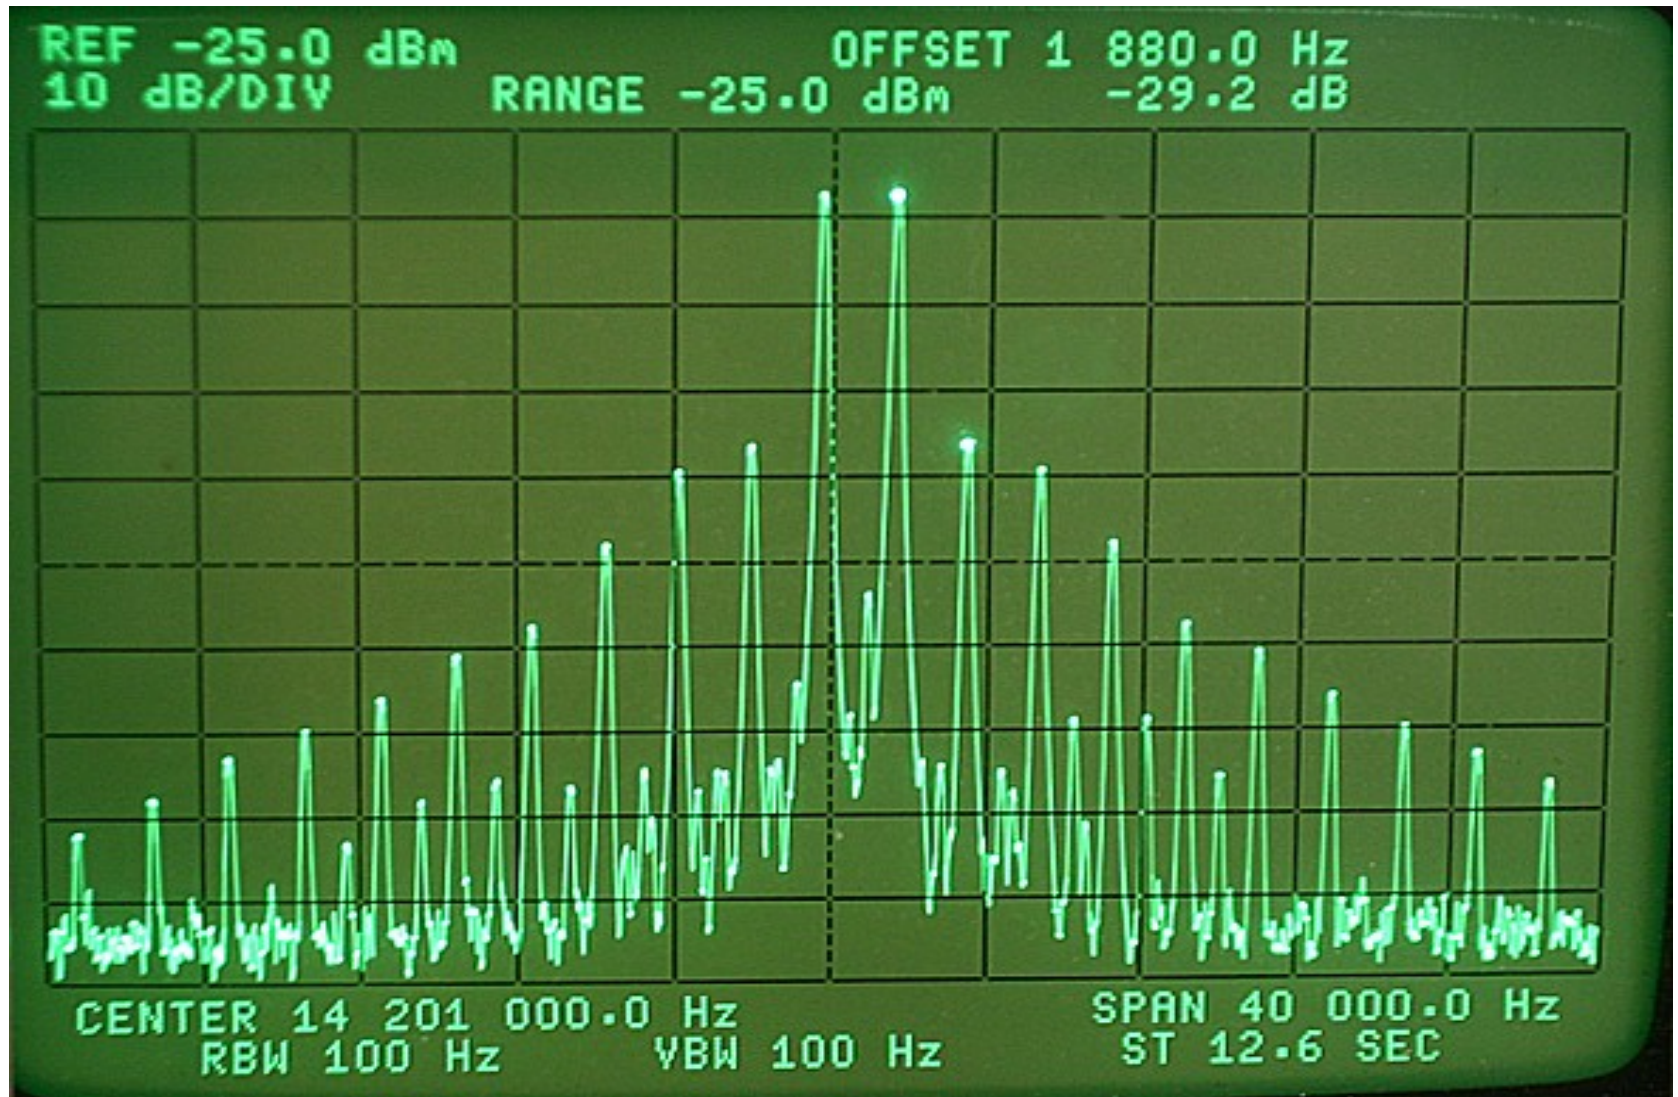 REF -25.0 dBm OFFSET 1 880.0 Hz
10 dB/DIV RANGE -25.0 dBm -29.2 dB
CENTER 14 201 000.0 Hz SPAN 40 000.0 Hz
RBW 100 Hz VBW 100 Hz ST 12.6 SEC